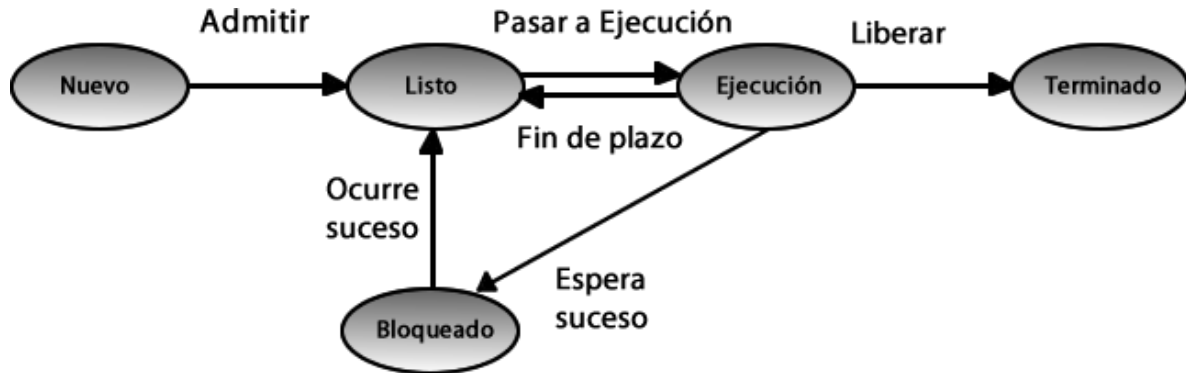 Admitir
Pasar a Ejecución
Liberar
Nuevo
Listo
Ejecución
Terminado
Fin de plazo
Ocurre
suceso
Espera
suceso
Bloqueado